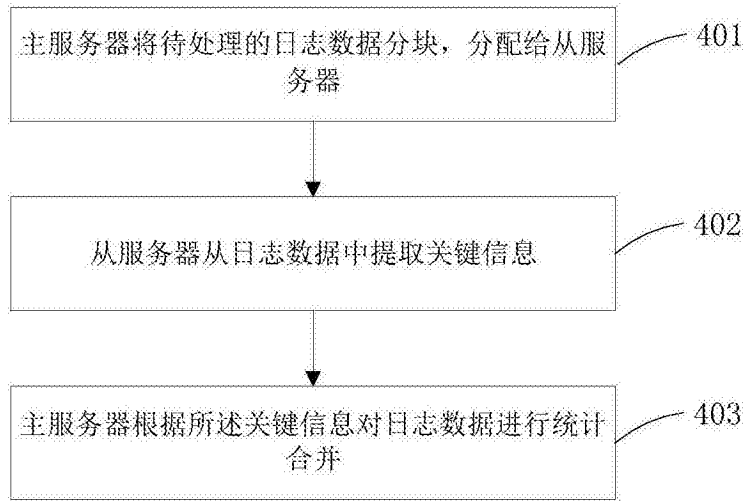 主服务器将待处理的日志数据分块，分配给从服
务器
401
从服务器从日志数据中提取关键信息
402
主服务器根据所述关键信息对日志数据进行统计
合并
403